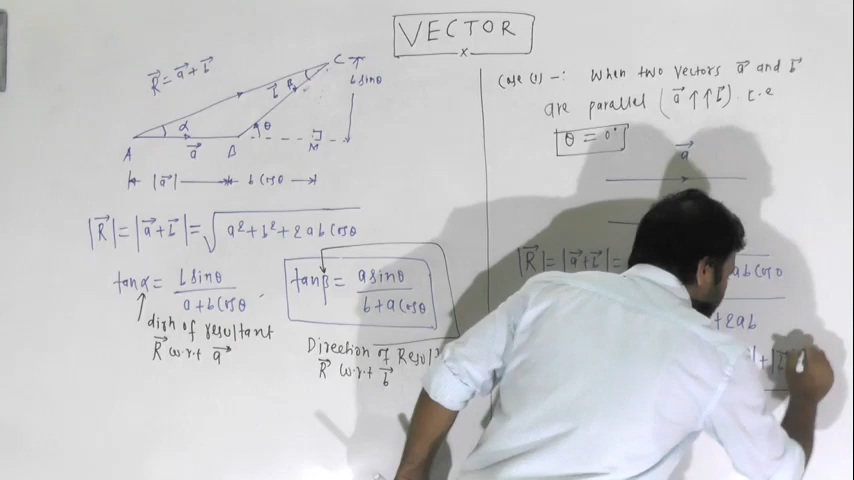 VECTOR
x
R⃗ = a⃗ + b⃗
C
β
b⃗
b sinθ
α
θ
A
a⃗
B
M
|a⃗|
b cosθ
|R⃗| = |a⃗+b⃗| = √(a²+b²+2ab cosθ)
tanα = b sinθ / (a+b cosθ)
dirn of resultant
R⃗ w.r.t a⃗
tanβ = a sinθ / (b+a cosθ)
Direction of
R⃗ w.r.t b⃗
Case (1) -: When two vectors a⃗ and b⃗
are parallel (a⃗ ↑↑ b⃗). I.e
θ = 0°
a⃗
|R⃗| = |a⃗+b⃗| =
ab cosθ
+2ab